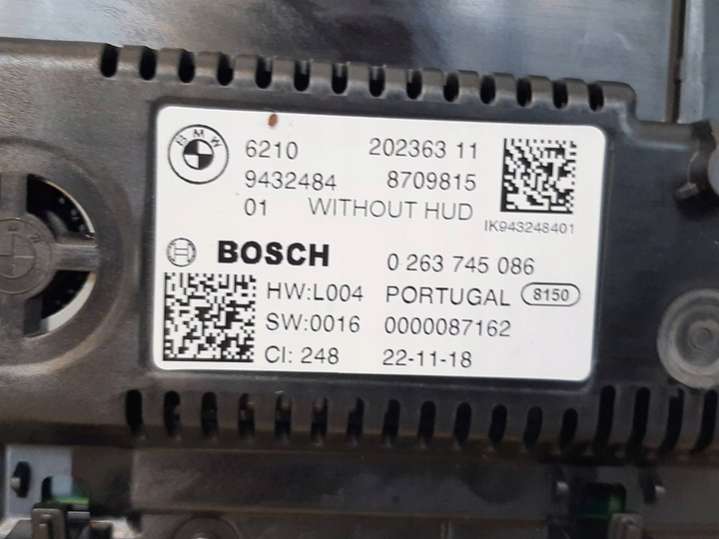 BMW
6210 202363 11
9432484 8709815
01 WITHOUT HUD
IK943248401
BOSCH 0 263 745 086
HW:L004 PORTUGAL 8150
SW:0016 0000087162
CI: 248 22-11-18